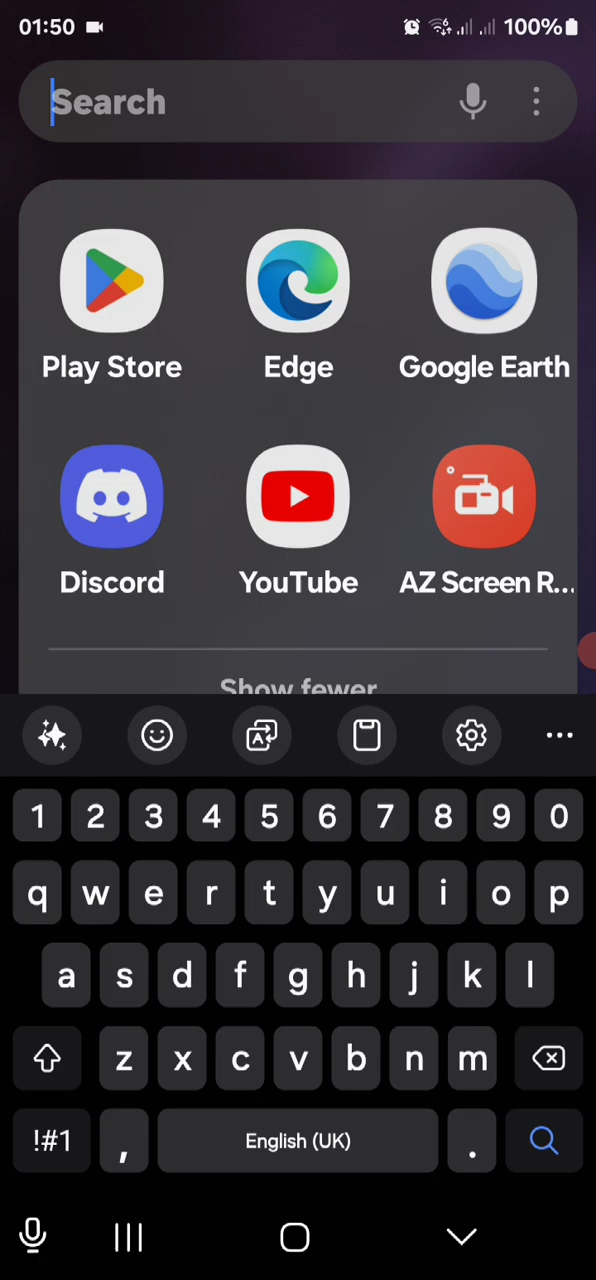 01:50 100%
Search
Play Store Edge Google Earth
Discord YouTube AZ Screen R...
Show fewer
1 2 3 4 5 6 7 8 9 0
q w e r t y u i o p
a s d f g h j k l
z x c v b n m
!#1 , English (UK) .